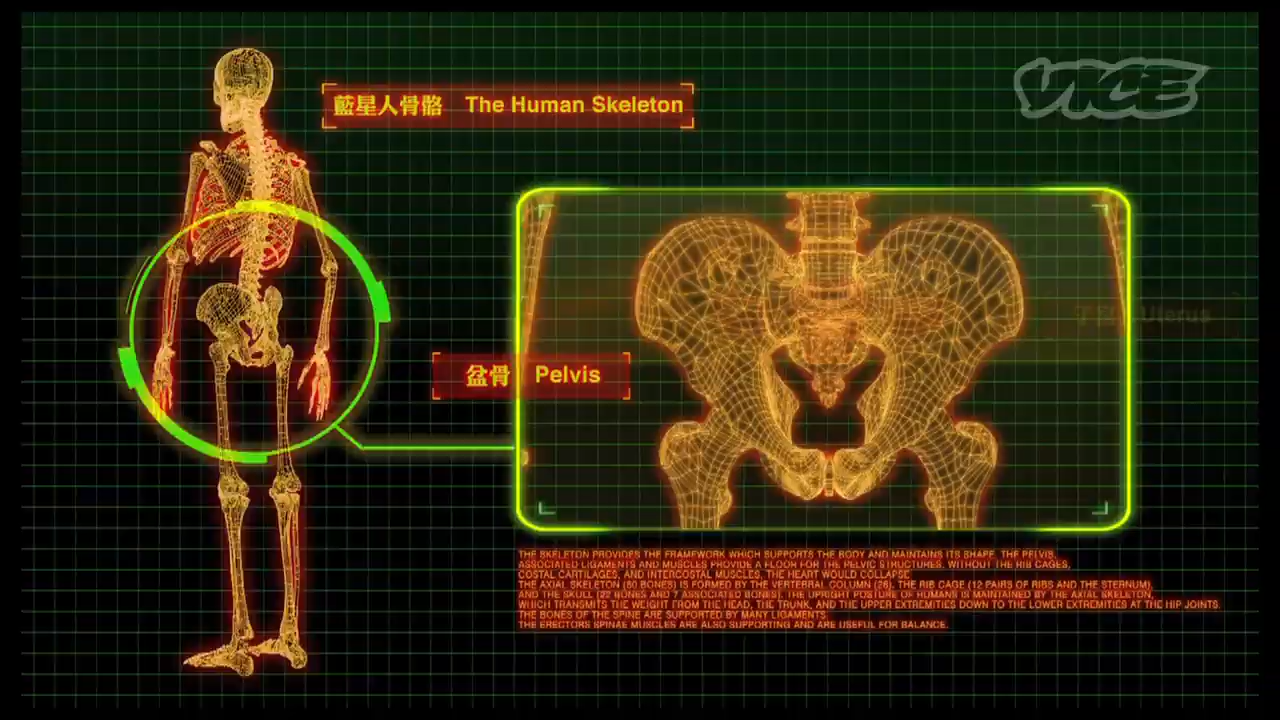 VICE
藍星人骨骼 The Human Skeleton
子宮 Uterus
盆骨 Pelvis
THE SKELETON PROVIDES THE FRAMEWORK WHICH SUPPORTS THE BODY AND MAINTAINS ITS SHAPE. THE PELVIS,
ASSOCIATED LIGAMENTS AND MUSCLES PROVIDE A FLOOR FOR THE PELVIC STRUCTURES. WITHOUT THE RIB CAGES,
COSTAL CARTILAGES, AND INTERCOSTAL MUSCLES, THE HEART WOULD COLLAPSE
THE AXIAL SKELETON (80 BONES) IS FORMED BY THE VERTEBRAL COLUMN (26), THE RIB CAGE (12 PAIRS OF RIBS AND THE STERNUM),
AND THE SKULL (22 BONES AND 7 ASSOCIATED BONES). THE UPRIGHT POSTURE OF HUMANS IS MAINTAINED BY THE AXIAL SKELETON,
WHICH TRANSMITS THE WEIGHT FROM THE HEAD, THE TRUNK, AND THE UPPER EXTREMITIES DOWN TO THE LOWER EXTREMITIES AT THE HIP JOINTS.
THE BONES OF THE SPINE ARE SUPPORTED BY MANY LIGAMENTS
THE ERECTORS SPINAE MUSCLES ARE ALSO SUPPORTING AND ARE USEFUL FOR BALANCE.